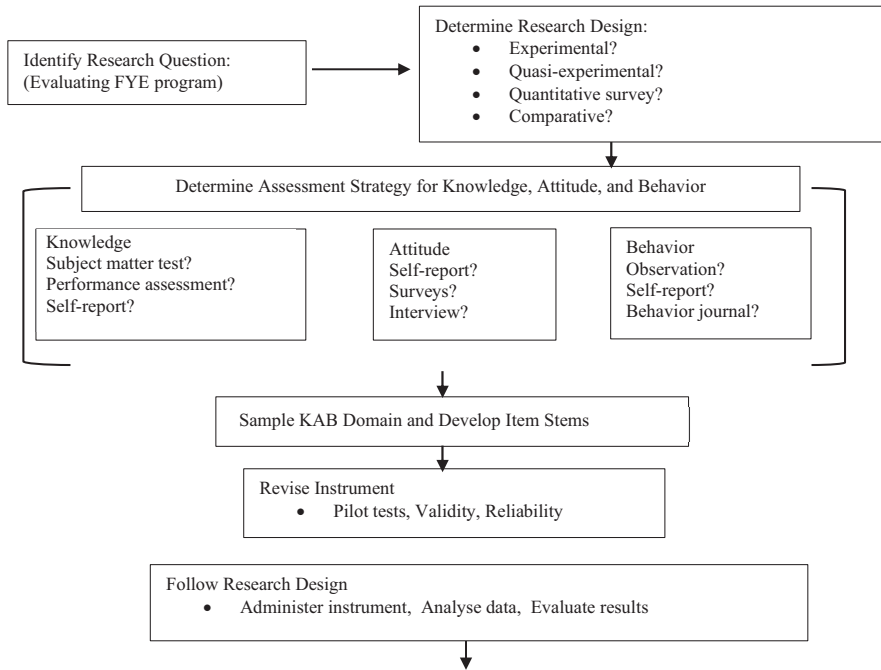 Identify Research Question:
(Evaluating FYE program)
Determine Research Design:
• Experimental?
• Quasi-experimental?
• Quantitative survey?
• Comparative?
Determine Assessment Strategy for Knowledge, Attitude, and Behavior
Knowledge
Subject matter test?
Performance assessment?
Self-report?
Attitude
Self-report?
Surveys?
Interview?
Behavior
Observation?
Self-report?
Behavior journal?
Sample KAB Domain and Develop Item Stems
Revise Instrument
• Pilot tests, Validity, Reliability
Follow Research Design
• Administer instrument, Analyse data, Evaluate results